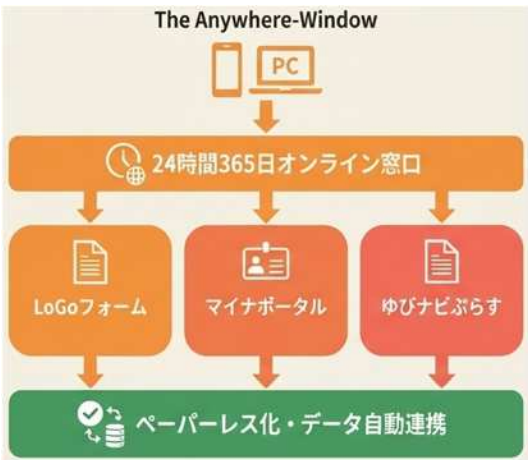 The Anywhere-Window
PC
24時間365日オンライン窓口
LoGoフォーム
マイナポータル
ゆびナビぷらす
ペーパーレス化・データ自動連携